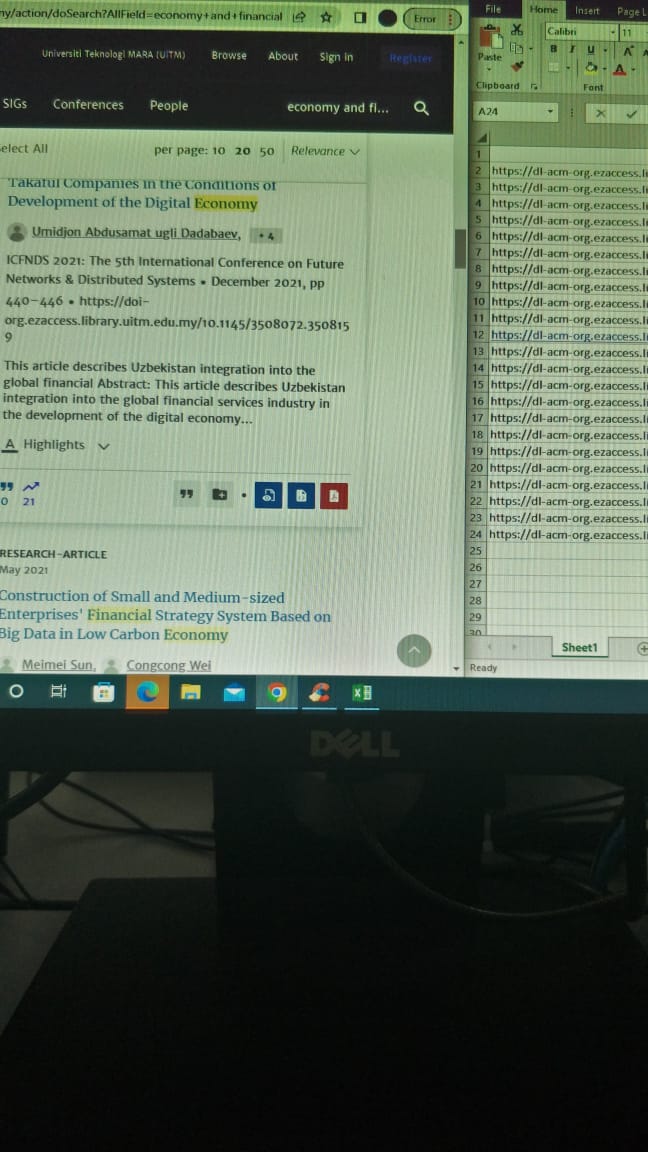 ny/action/doSearch?AllField=economy+and+financial
Error
Universiti Teknologi MARA (UiTM)
Browse
About
Sign in
Register
SIGs
Conferences
People
economy and fi...
elect All
per page: 10 20 50
Relevance
Takaful Companies in the Conditions of
Development of the Digital Economy
Umidjon Abdusamat ugli Dadabaev,
+ 4
ICFNDS 2021: The 5th International Conference on Future
Networks & Distributed Systems • December 2021, pp
440–446 • https://doi-
org.ezaccess.library.uitm.edu.my/10.1145/3508072.350815
9
This article describes Uzbekistan integration into the
global financial Abstract: This article describes Uzbekistan
integration into the global financial services industry in
the development of the digital economy...
A Highlights
0
21
RESEARCH-ARTICLE
May 2021
Construction of Small and Medium-sized
Enterprises' Financial Strategy System Based on
Big Data in Low Carbon Economy
Meimei Sun,
Congcong Wei
File
Home
Insert
Page L
Paste
Calibri
11
B I U
A
A
Clipboard
Font
A24
1
2 https://dl-acm-org.ezaccess.li
3 https://dl-acm-org.ezaccess.li
4 https://dl-acm-org.ezaccess.li
5 https://dl-acm-org.ezaccess.li
6 https://dl-acm-org.ezaccess.li
7 https://dl-acm-org.ezaccess.li
8 https://dl-acm-org.ezaccess.li
9 https://dl-acm-org.ezaccess.li
10 https://dl-acm-org.ezaccess.li
11 https://dl-acm-org.ezaccess.li
12 https://dl-acm-org.ezaccess.li
13 https://dl-acm-org.ezaccess.li
14 https://dl-acm-org.ezaccess.li
15 https://dl-acm-org.ezaccess.li
16 https://dl-acm-org.ezaccess.li
17 https://dl-acm-org.ezaccess.li
18 https://dl-acm-org.ezaccess.li
19 https://dl-acm-org.ezaccess.li
20 https://dl-acm-org.ezaccess.li
21 https://dl-acm-org.ezaccess.li
22 https://dl-acm-org.ezaccess.li
23 https://dl-acm-org.ezaccess.li
24 https://dl-acm-org.ezaccess.li
25
26
27
28
29
30
Sheet1
Ready
DELL